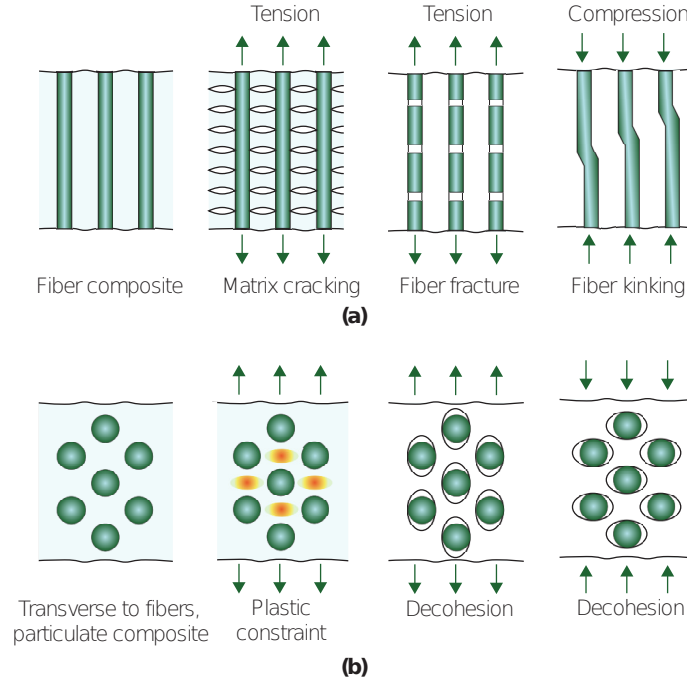 Tension
Tension
Compression
Fiber composite
Matrix cracking
Fiber fracture
Fiber kinking
(a)
Transverse to fibers,
particulate composite
Plastic
constraint
Decohesion
Decohesion
(b)